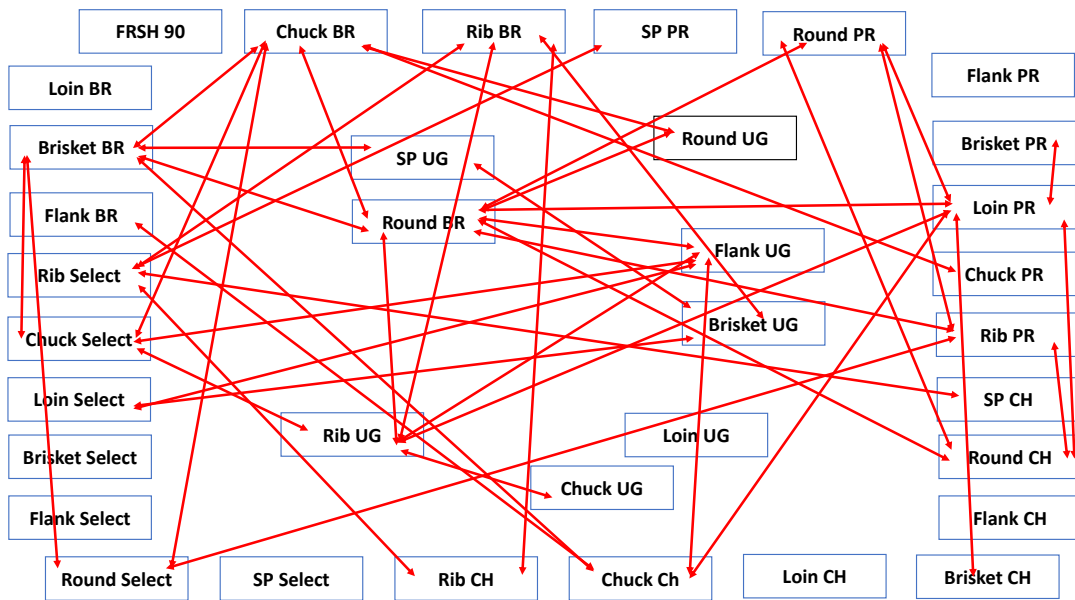 FRSH 90
Chuck BR
Rib BR
SP PR
Round PR
Loin BR
Flank PR
Brisket BR
SP UG
Round UG
Brisket PR
Flank BR
Round BR
Loin PR
Rib Select
Flank UG
Chuck PR
Chuck Select
Brisket UG
Rib PR
Loin Select
SP CH
Rib UG
Loin UG
Brisket Select
Round CH
Chuck UG
Flank Select
Flank CH
Round Select
SP Select
Rib CH
Chuck Ch
Loin CH
Brisket CH